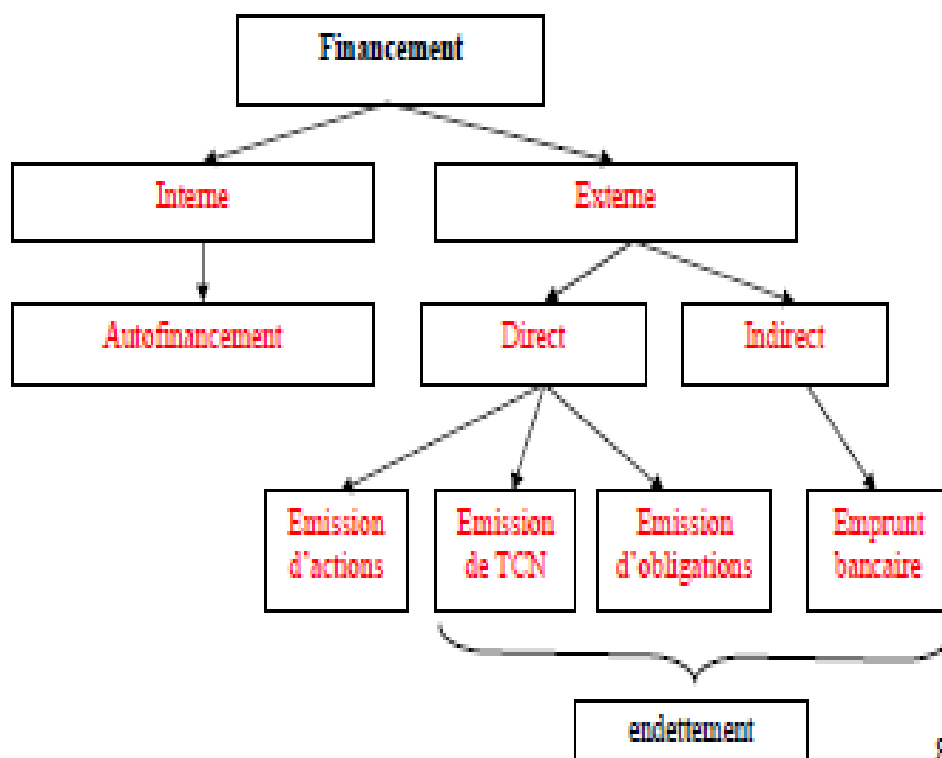 Financement
Interne
Externe
Autofinancement
Direct
Indirect
Emission
d'actions
Emission
de TCN
Emission
d'obligations
Emprunt
bancaire
endettement